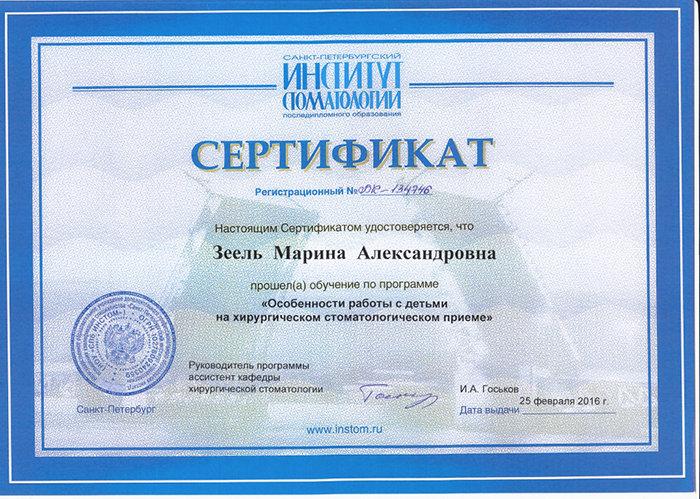 САНКТ-ПЕТЕРБУРГСКИЙ
ИНСТИТУТ
СТОМАТОЛОГИИ
последипломного образования
СЕРТИФИКАТ
Регистрационный № ФК-134746
Настоящим Сертификатом удостоверяется, что
Зеель Марина Александровна
прошел(а) обучение по программе
«Особенности работы с детьми
на хирургическом стоматологическом приеме»
Руководитель программы
ассистент кафедры
хирургической стоматологии
И.А. Госьков
25 февраля 2016 г.
Санкт-Петербург
Дата выдачи
www.instom.ru